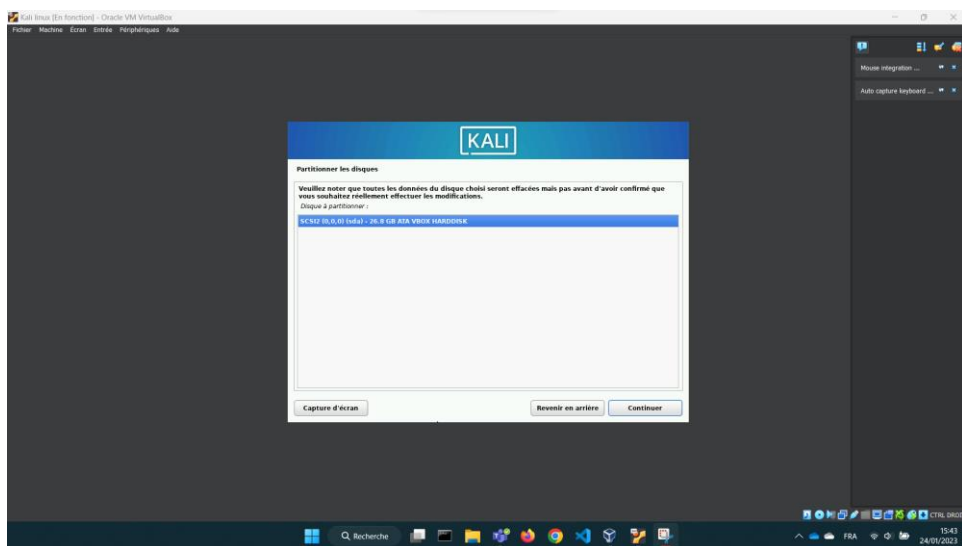 Kali linux [En fonction] - Oracle VM VirtualBox
Fichier Machine Écran Entrée Périphériques Aide
Mouse integration ...
Auto capture keyboard ...
KALI
Partitionner les disques
Veuillez noter que toutes les données du disque choisi seront effacées mais pas avant d'avoir confirmé que
vous souhaitez réellement effectuer les modifications.
Disque à partitionner :
SCSI2 (0,0,0) (sda) - 26.8 GB ATA VBOX HARDDISK
Capture d'écran Revenir en arrière Continuer
CTRL DROI
Recherche FRA 15:43
24/01/2023